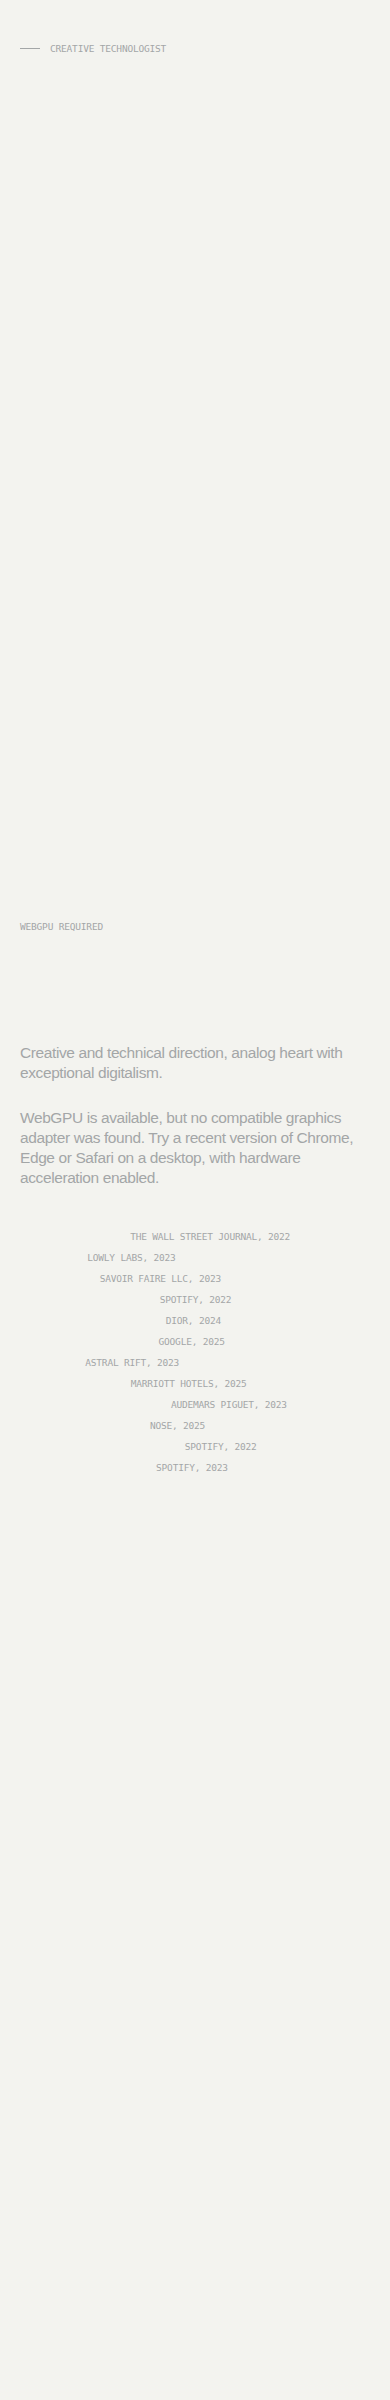 CREATIVE TECHNOLOGIST
WEBGPU REQUIRED
Creative and technical direction, analog heart with
exceptional digitalism.
WebGPU is available, but no compatible graphics
adapter was found. Try a recent version of Chrome,
Edge or Safari on a desktop, with hardware
acceleration enabled.
THE WALL STREET JOURNAL, 2022
LOWLY LABS, 2023
SAVOIR FAIRE LLC, 2023
SPOTIFY, 2022
DIOR, 2024
GOOGLE, 2025
ASTRAL RIFT, 2023
MARRIOTT HOTELS, 2025
AUDEMARS PIGUET, 2023
NOSE, 2025
SPOTIFY, 2022
SPOTIFY, 2023